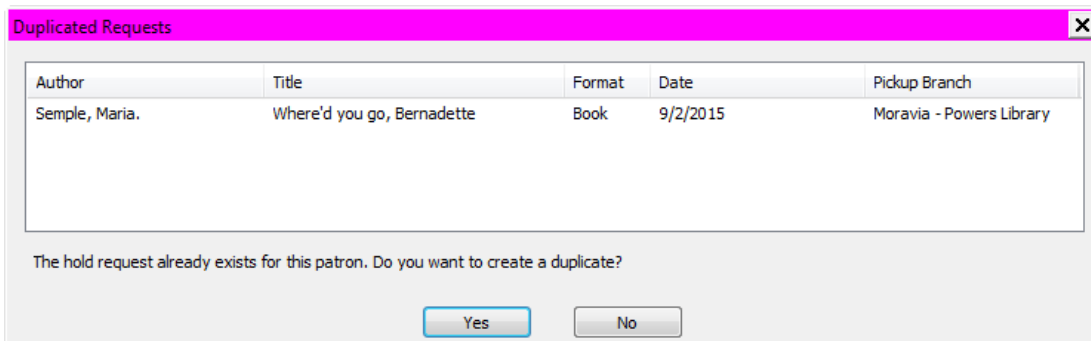 Duplicated Requests
Author Title Format Date Pickup Branch
Semple, Maria. Where'd you go, Bernadette Book 9/2/2015 Moravia - Powers Library
The hold request already exists for this patron. Do you want to create a duplicate?
Yes No